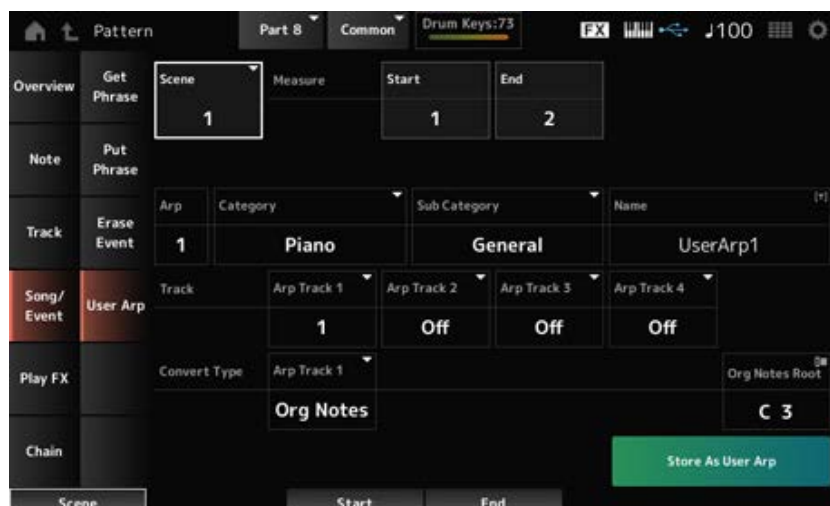 Pattern
Part 8
Common
Drum Keys:73
FX
♩100
Overview
Note
Track
Song/
Event
Play FX
Chain
Get
Phrase
Put
Phrase
Erase
Event
User Arp
Scene
1
Measure
Start
1
End
2
Arp
1
Category
Piano
Sub Category
General
Name
[T]
UserArp1
Track
Arp Track 1
1
Arp Track 2
Off
Arp Track 3
Off
Arp Track 4
Off
Convert Type
Arp Track 1
Org Notes
Org Notes Root
C 3
Store As User Arp
Scene
Start
End